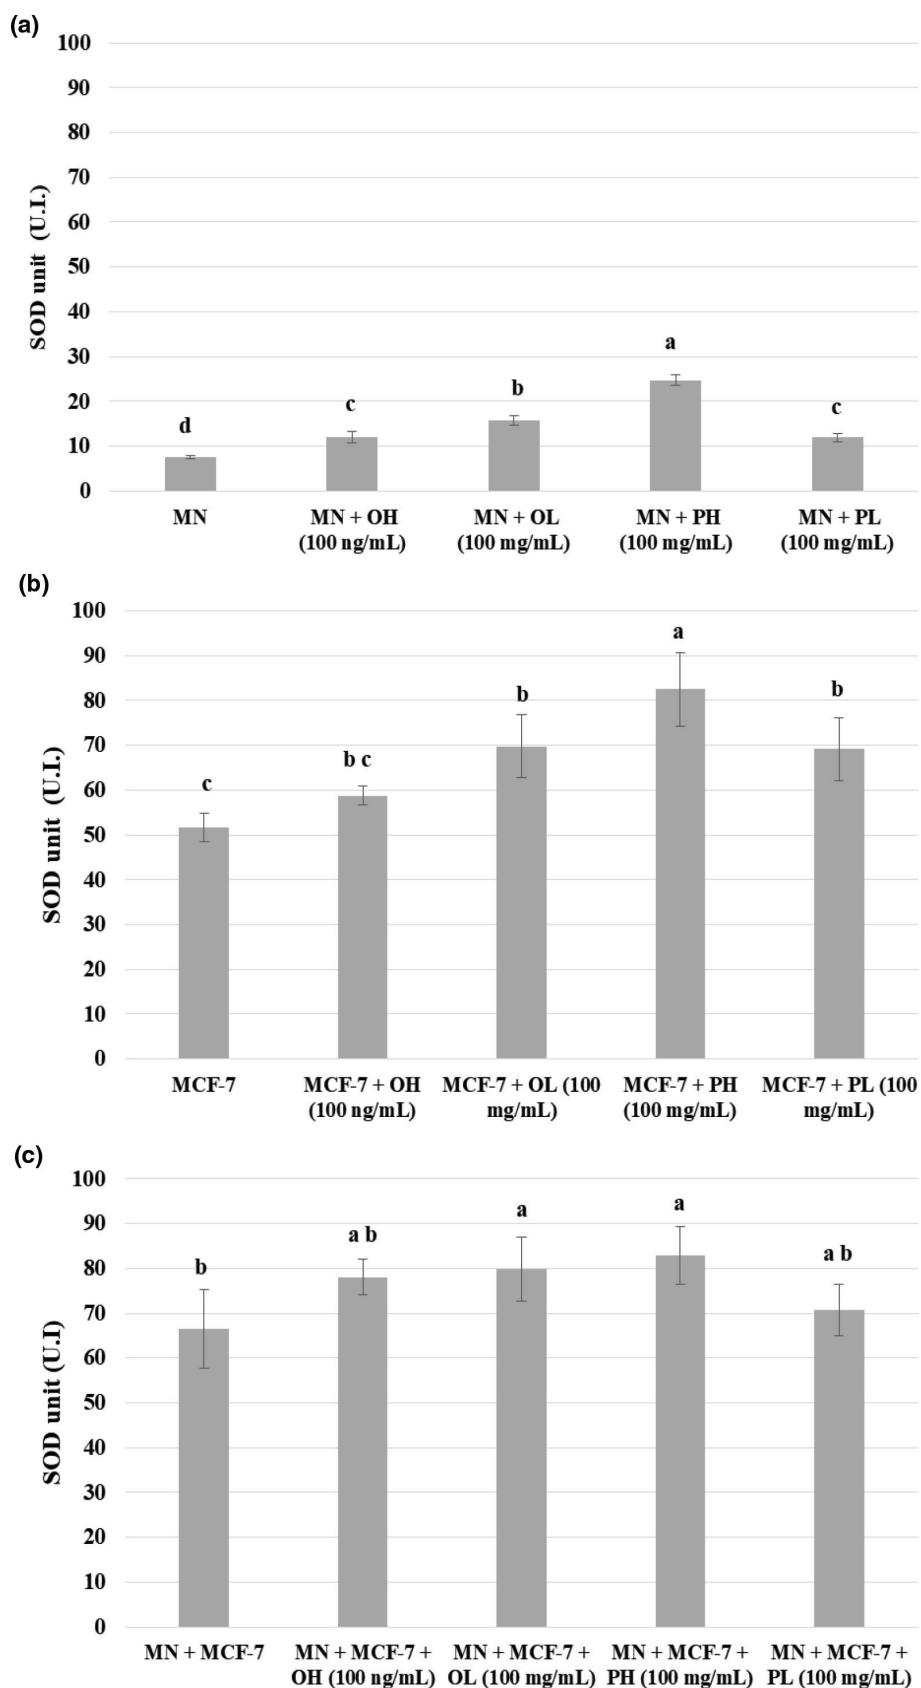 (a)
100
90
80
70
60
50
40
30
20
10
0
SOD unit (U.I.)
d
c
b
a
c
MN
MN + OH
(100 ng/mL)
MN + OL
(100 mg/mL)
MN + PH
(100 mg/mL)
MN + PL
(100 mg/mL)
(b)
100
90
80
70
60
50
40
30
20
10
0
SOD unit (U.I.)
c
b c
b
a
b
MCF-7
MCF-7 + OH
(100 ng/mL)
MCF-7 + OL (100
mg/mL)
MCF-7 + PH
(100 mg/mL)
MCF-7 + PL (100
mg/mL)
(c)
100
90
80
70
60
50
40
30
20
10
0
SOD unit (U.I)
b
a b
a
a
a b
MN + MCF-7
MN + MCF-7 +
OH (100 ng/mL)
MN + MCF-7 +
OL (100 mg/mL)
MN + MCF-7 +
PH (100 mg/mL)
MN + MCF-7 +
PL (100 mg/mL)